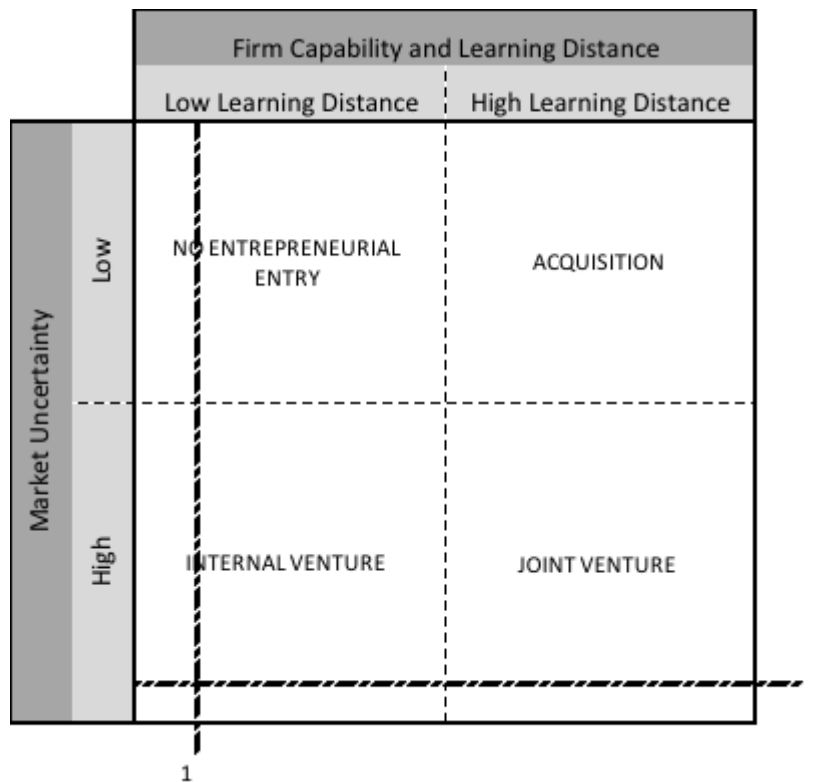 Firm Capability and Learning Distance
Low Learning Distance
High Learning Distance
Market Uncertainty
Low
NO ENTREPRENEURIAL
ENTRY
ACQUISITION
High
INTERNAL VENTURE
JOINT VENTURE
1